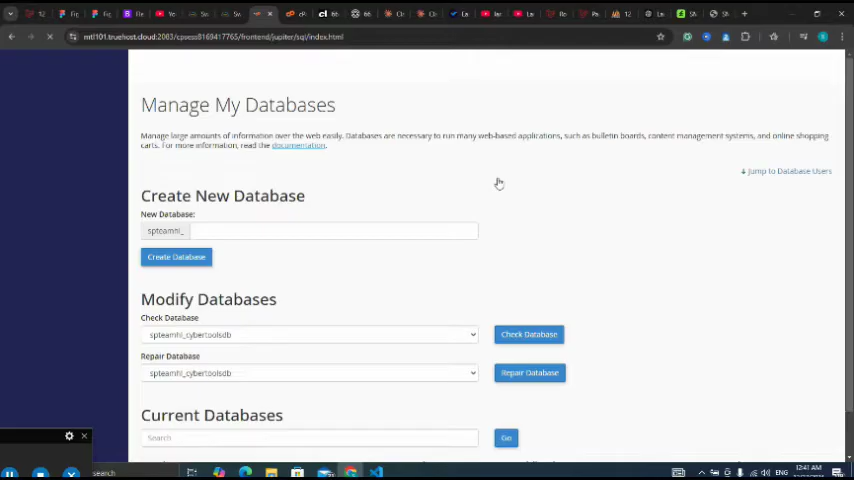 mtl101.truehost.cloud:2083/cpsess8169417765/frontend/jupiter/sql/index.html
Manage My Databases
Manage large amounts of information over the web easily. Databases are necessary to run many web-based applications, such as bulletin boards, content management systems, and online shopping
carts. For more information, read the documentation.
Jump to Database Users
Create New Database
New Database:
spteamhl_
Create Database
Modify Databases
Check Database
spteamhl_cybertoolsdb
Check Database
Repair Database
spteamhl_cybertoolsdb
Repair Database
Current Databases
Search
Go
search
ENG
12:41 AM